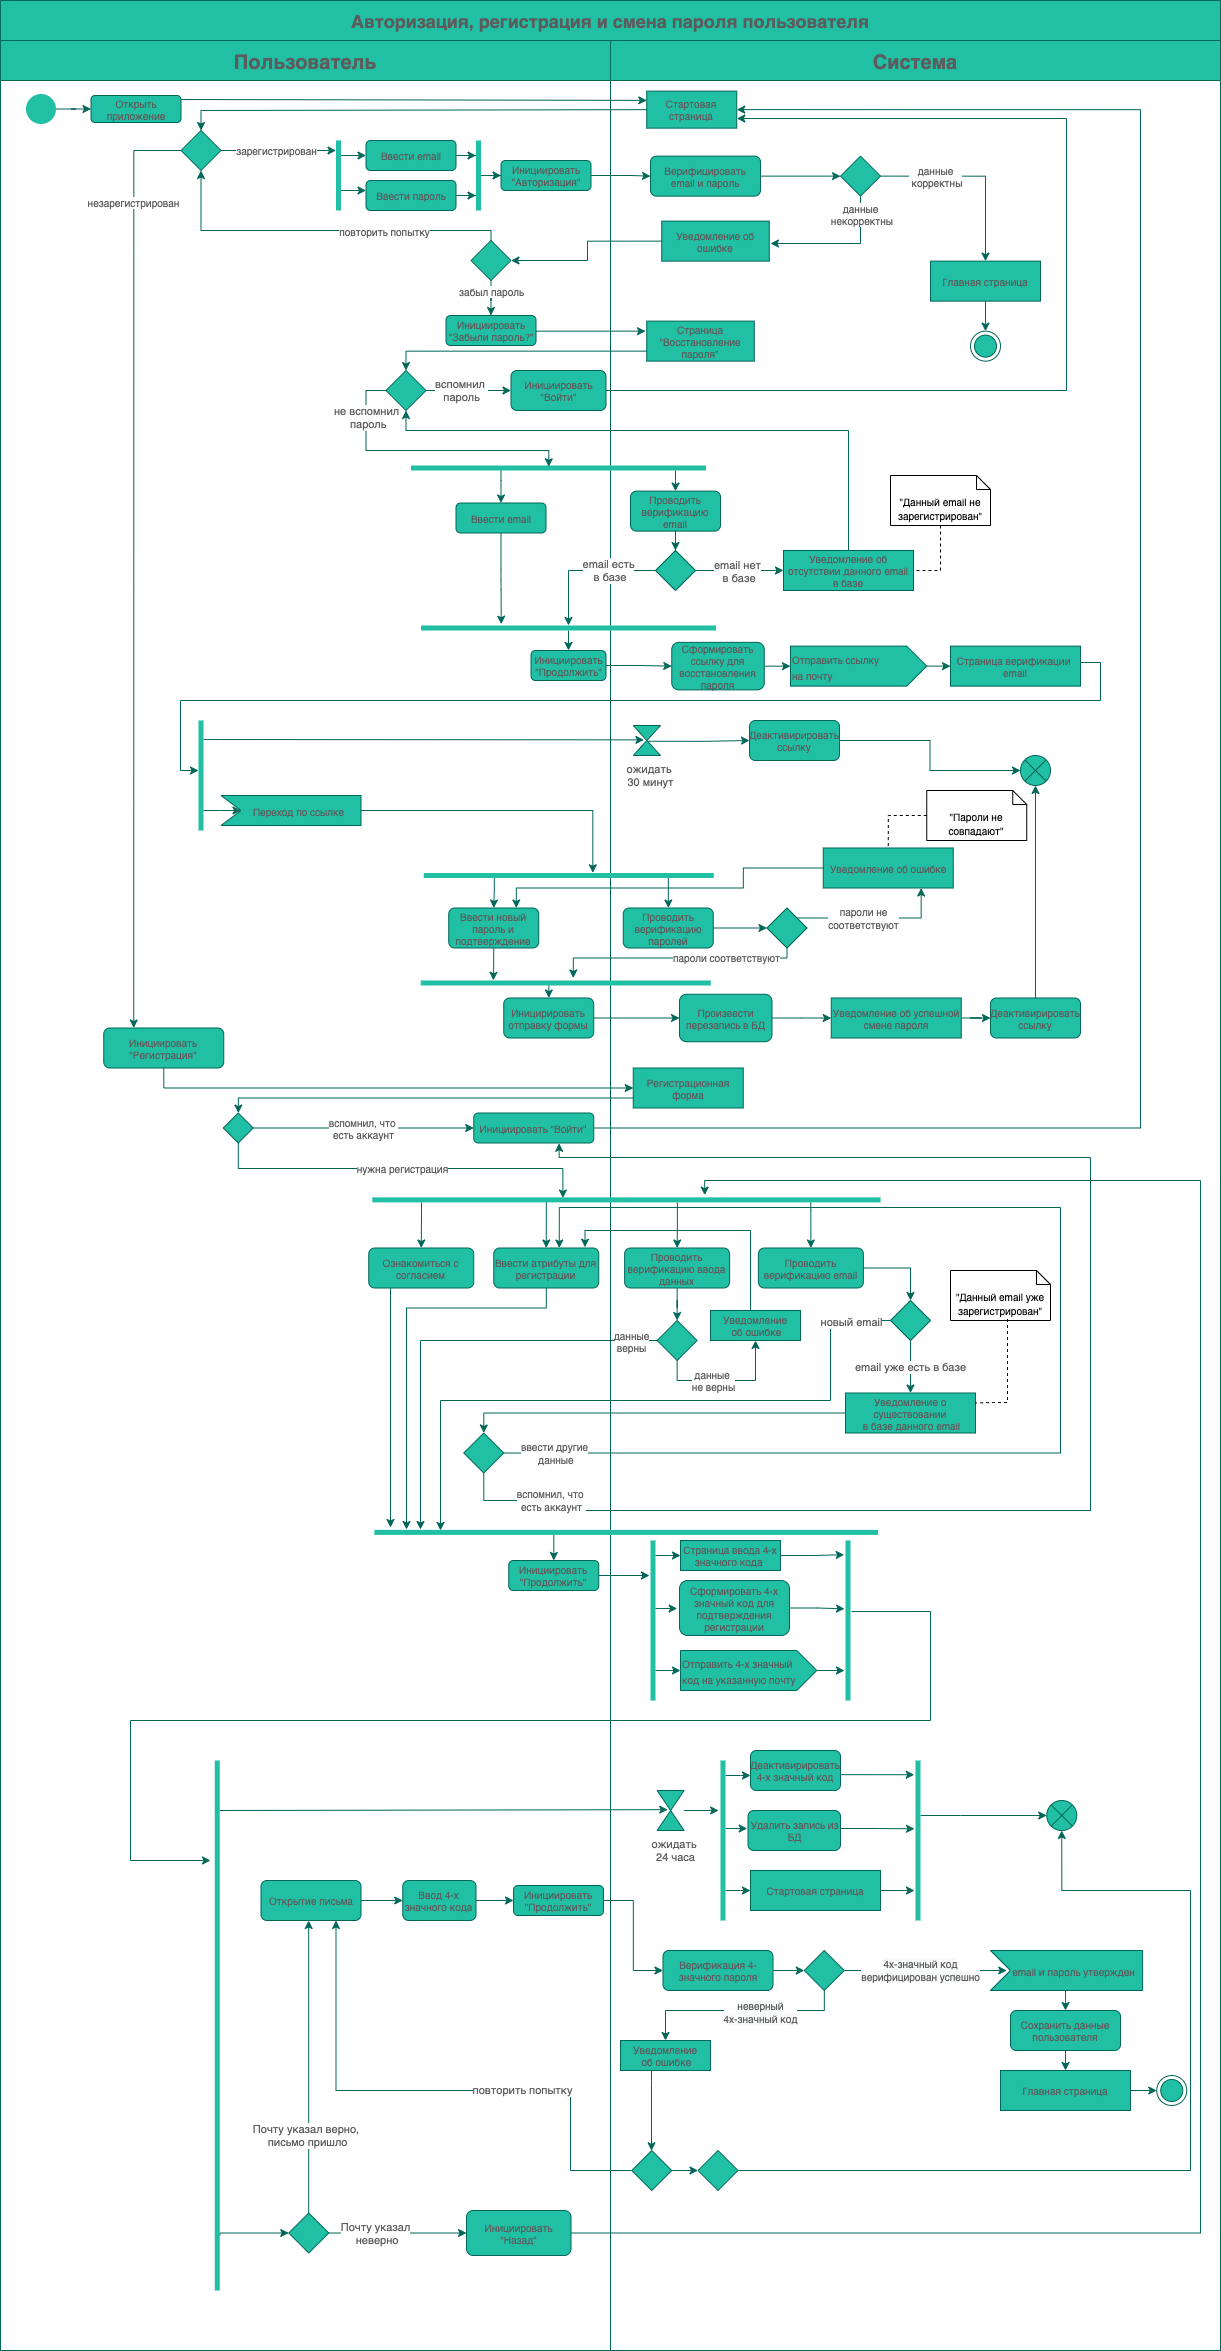 Авторизация, регистрация и смена пароля пользователя
Пользователь
Система
Открыть
приложение
Стартовая
страница
зарегистрирован
Ввести email
Ввести пароль
Инициировать
"Авторизация"
Верифицировать
email и пароль
данные
корректны
незарегистрирован
данные
некорректны
повторить попытку
Уведомление об
ошибке
Главная страница
забыл пароль
Инициировать
"Забыли пароль?"
Страница
"Восстановление
пароля"
вспомнил
пароль
Инициировать
"Войти"
не вспомнил
пароль
Ввести email
Проводить
верификацию
email
"Данный email не
зарегистрирован"
email есть
в базе
email нет
в базе
Уведомление об
отсутствии данного email
в базе
Инициировать
"Продолжить"
Сформировать
ссылку для
восстановления
пароля
Отправить ссылку
на почту
Страница верификации
email
ожидать
30 минут
Деактивирировать
ссылку
Переход по ссылке
"Пароли не
совпадают"
Уведомление об ошибке
Ввести новый
пароль и
подтверждение
Проводить
верификацию
паролей
пароли не
соответствуют
пароли соответствуют
Иницирировать
отправку формы
Произвести
перезапись в БД
Уведомление об успешной
смене пароля
Деактивирировать
ссылку
Инициировать
"Регистрация"
Регистрационная
форма
вспомнил, что
есть аккаунт
Инициировать "Войти"
нужна регистрация
Ознакомиться с
согласием
Ввести атрибуты для
регистрации
Проводить
верификацию ввода
данных
Проводить
верификацию email
"Данный email уже
зарегистрирован"
Уведомление
об ошибке
новый email
данные
верны
данные
не верны
email уже есть в базе
Уведомление о
существовании
в базе данного email
ввести другие
данные
вспомнил, что
есть аккаунт
Инициировать
"Продолжить"
Страница ввода 4-х
значного кода
Сформировать 4-х
значный код для
подтверждения
регистрации
Отправить 4-х значный
код на указанную почту
ожидать
24 часа
Деактивирировать
4-х значный код
Удалить запись из
БД
Стартовая страница
Открытие письма
Ввод 4-х
значного кода
Инициировать
"Продолжить"
Верификация 4-
значного пароля
4х-значный код
верифицирован успешно
email и пароль утвержден
неверный
4х-значный код
Сохранить данные
пользователя
Уведомление
об ошибке
Главная страница
повторить попытку
Почту указал верно,
письмо пришло
Почту указал
неверно
Инициировать
"Назад"